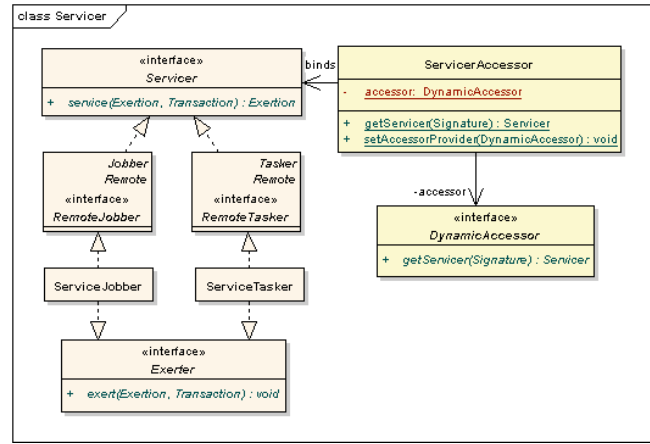 class Servicer
«interface»
Servicer
+ service(Exertion, Transaction) : Exertion
binds
ServicerAccessor
- accessor: DynamicAccessor
+ getServicer(Signature) : Servicer
+ setAccessorProvider(DynamicAccessor) : void
Jobber
Remote
«interface»
RemoteJobber
Tasker
Remote
«interface»
RemoteTasker
-accessor
«interface»
DynamicAccessor
+ getServicer(Signature) : Servicer
ServiceJobber
ServiceTasker
«interface»
Exerter
+ exert(Exertion, Transaction) : void